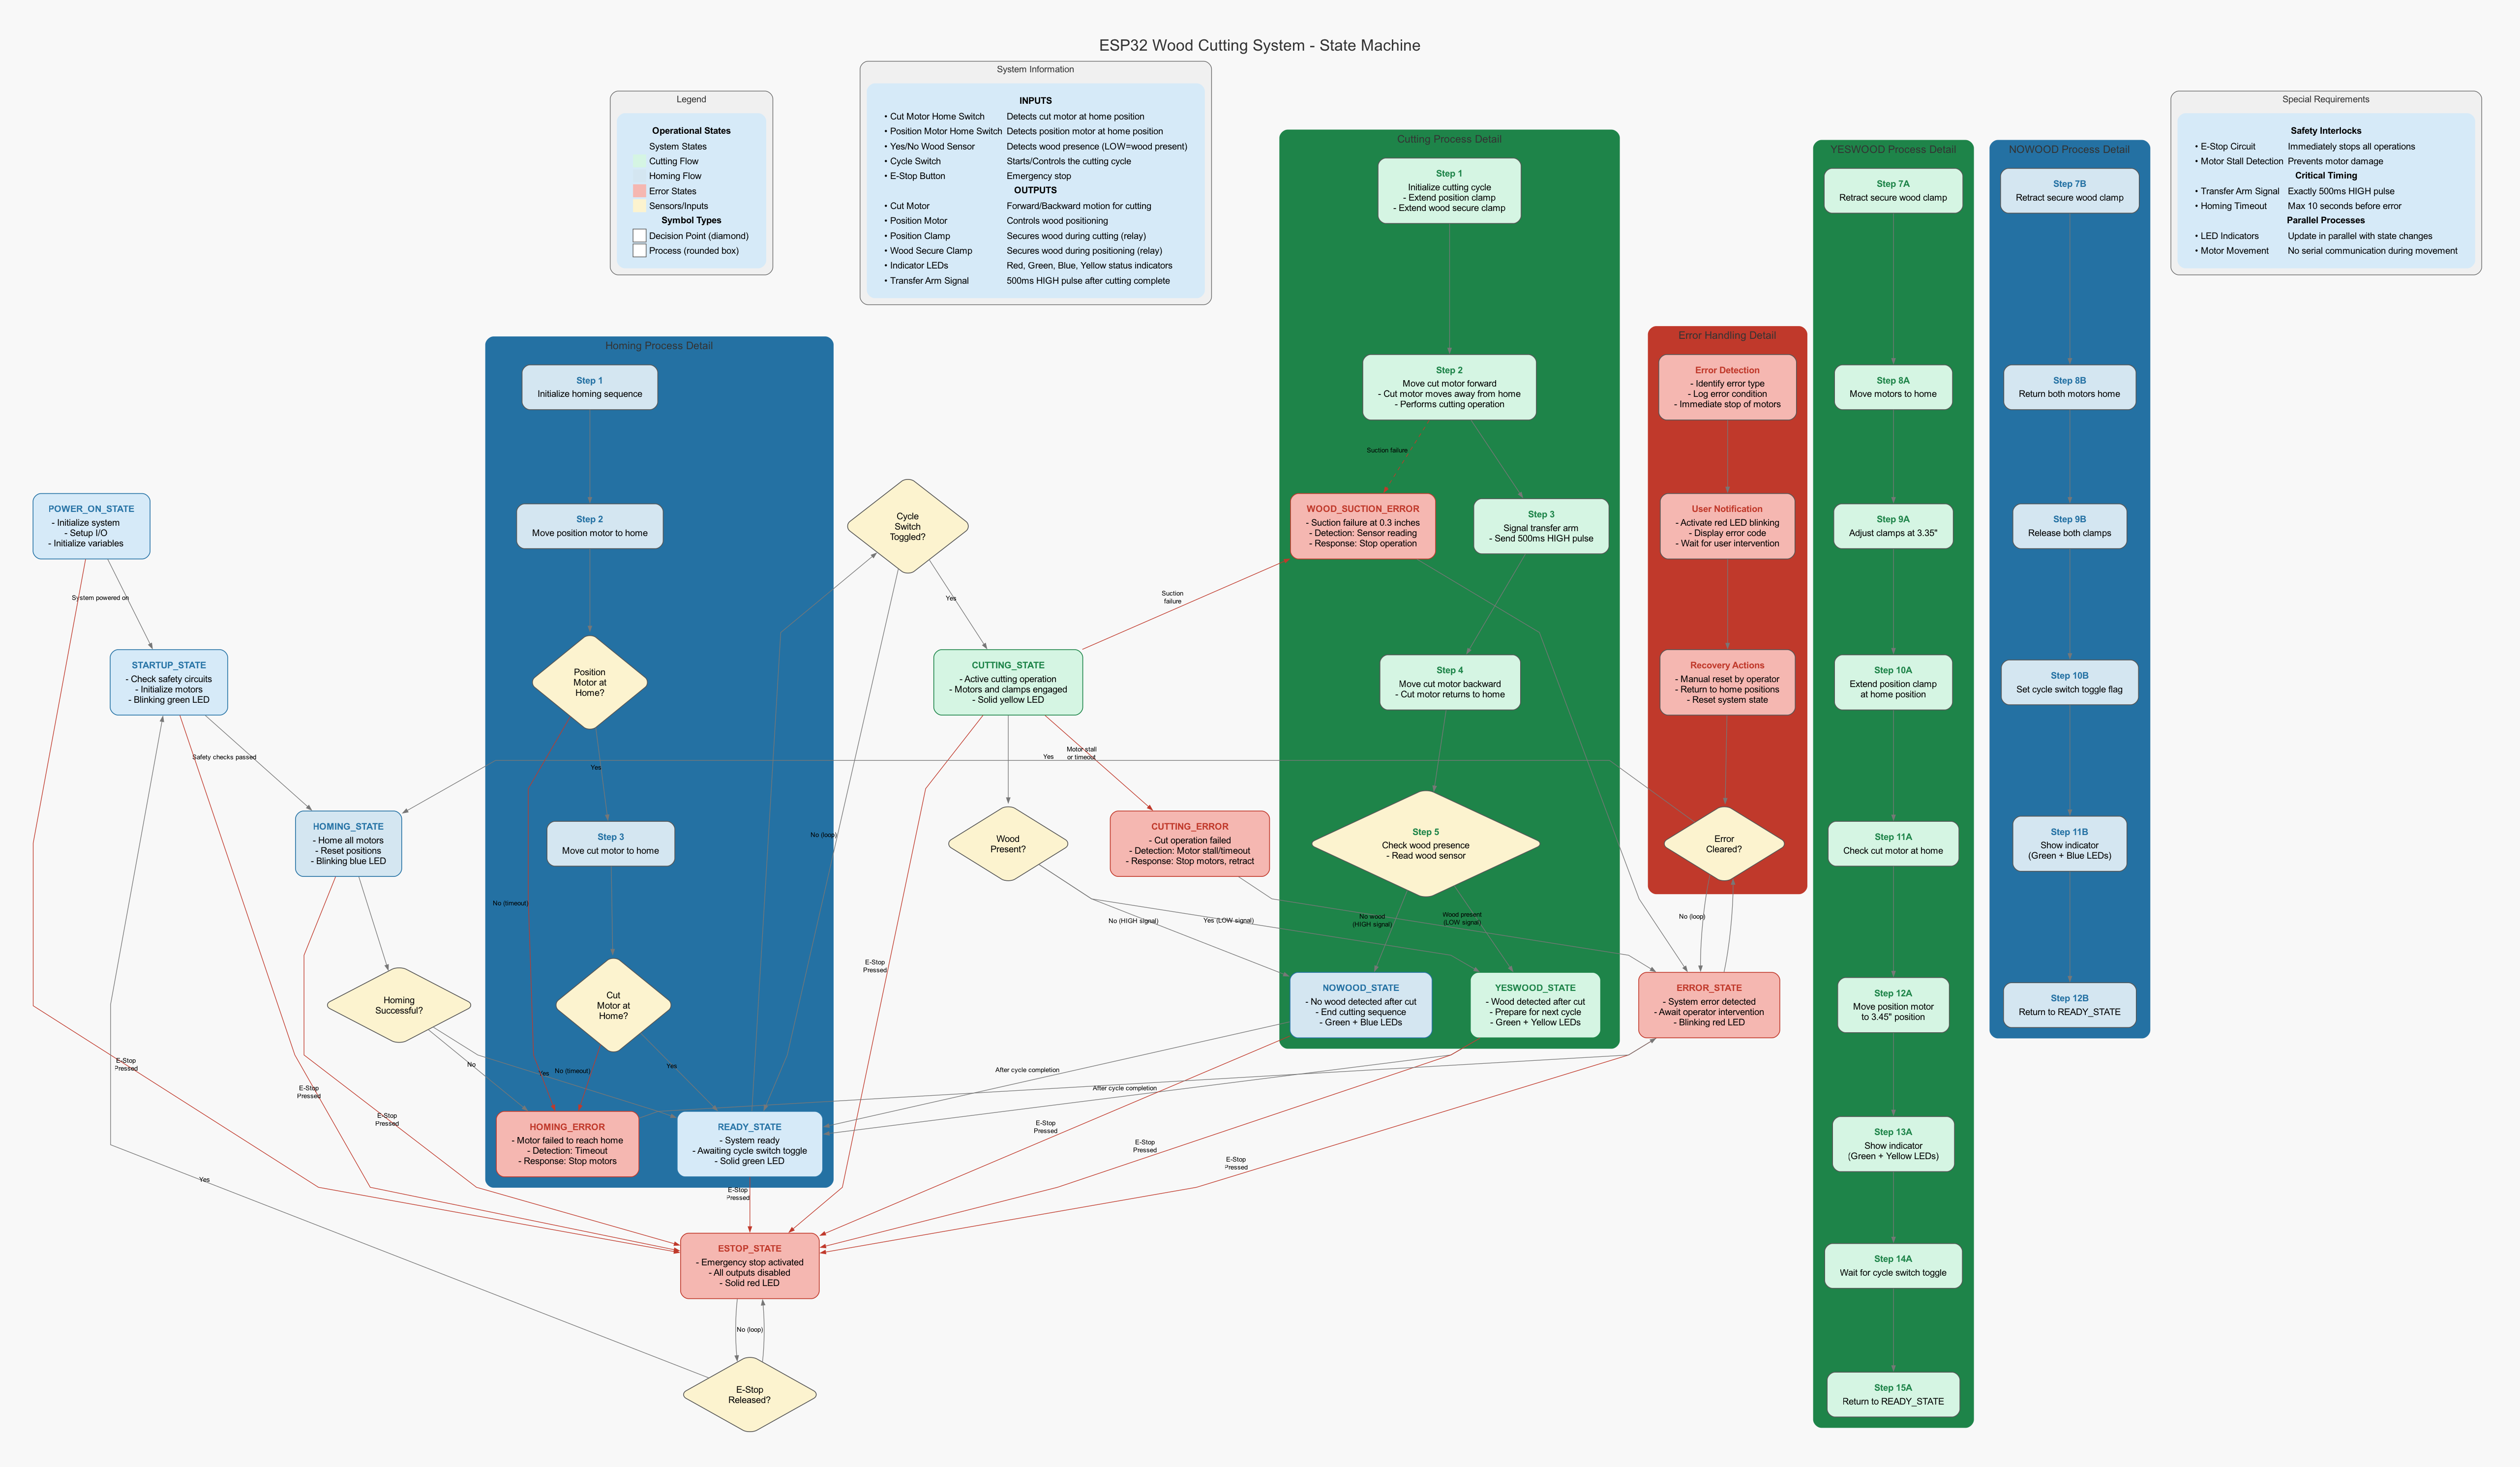 ESP32 Wood Cutting System - State Machine
Legend
Operational States
System States
Cutting Flow
Homing Flow
Error States
Sensors/Inputs
Symbol Types
Decision Point (diamond)
Process (rounded box)
System Information
INPUTS
• Cut Motor Home Switch Detects cut motor at home position
• Position Motor Home Switch Detects position motor at home position
• Yes/No Wood Sensor Detects wood presence (LOW=wood present)
• Cycle Switch Starts/Controls the cutting cycle
• E-Stop Button Emergency stop
OUTPUTS
• Cut Motor Forward/Backward motion for cutting
• Position Motor Controls wood positioning
• Position Clamp Secures wood during cutting (relay)
• Wood Secure Clamp Secures wood during positioning (relay)
• Indicator LEDs Red, Green, Blue, Yellow status indicators
• Transfer Arm Signal 500ms HIGH pulse after cutting complete
Special Requirements
Safety Interlocks
• E-Stop Circuit Immediately stops all operations
• Motor Stall Detection Prevents motor damage
Critical Timing
• Transfer Arm Signal Exactly 500ms HIGH pulse
• Homing Timeout Max 10 seconds before error
Parallel Processes
• LED Indicators Update in parallel with state changes
• Motor Movement No serial communication during movement
POWER_ON_STATE
- Initialize system
- Setup I/O
- Initialize variables
System powered on
STARTUP_STATE
- Check safety circuits
- Initialize motors
- Blinking green LED
Safety checks passed
HOMING_STATE
- Home all motors
- Reset positions
- Blinking blue LED
Homing
Successful?
No
Yes
E-Stop
Pressed
E-Stop
Pressed
E-Stop
Pressed
Yes
Homing Process Detail
Step 1
Initialize homing sequence
Step 2
Move position motor to home
Position
Motor at
Home?
Yes
No (timeout)
Step 3
Move cut motor to home
Cut
Motor at
Home?
No (timeout)
Yes
HOMING_ERROR
- Motor failed to reach home
- Detection: Timeout
- Response: Stop motors
READY_STATE
- System ready
- Awaiting cycle switch toggle
- Solid green LED
E-Stop
Pressed
ESTOP_STATE
- Emergency stop activated
- All outputs disabled
- Solid red LED
No (loop)
E-Stop
Released?
Cycle
Switch
Toggled?
Yes
No (loop)
CUTTING_STATE
- Active cutting operation
- Motors and clamps engaged
- Solid yellow LED
Suction
failure
Yes
Motor stall
or timeout
Wood
Present?
CUTTING_ERROR
- Cut operation failed
- Detection: Motor stall/timeout
- Response: Stop motors, retract
No (HIGH signal)
Yes (LOW signal)
E-Stop
Pressed
After cycle completion
After cycle completion
E-Stop
Pressed
E-Stop
Pressed
E-Stop
Pressed
Cutting Process Detail
Step 1
Initialize cutting cycle
- Extend position clamp
- Extend wood secure clamp
Step 2
Move cut motor forward
- Cut motor moves away from home
- Performs cutting operation
Suction failure
WOOD_SUCTION_ERROR
- Suction failure at 0.3 inches
- Detection: Sensor reading
- Response: Stop operation
Step 3
Signal transfer arm
- Send 500ms HIGH pulse
Step 4
Move cut motor backward
- Cut motor returns to home
Step 5
Check wood presence
- Read wood sensor
No wood
(HIGH signal)
Wood present
(LOW signal)
NOWOOD_STATE
- No wood detected after cut
- End cutting sequence
- Green + Blue LEDs
YESWOOD_STATE
- Wood detected after cut
- Prepare for next cycle
- Green + Yellow LEDs
Error Handling Detail
Error Detection
- Identify error type
- Log error condition
- Immediate stop of motors
User Notification
- Activate red LED blinking
- Display error code
- Wait for user intervention
Recovery Actions
- Manual reset by operator
- Return to home positions
- Reset system state
Error
Cleared?
No (loop)
ERROR_STATE
- System error detected
- Await operator intervention
- Blinking red LED
YESWOOD Process Detail
Step 7A
Retract secure wood clamp
Step 8A
Move motors to home
Step 9A
Adjust clamps at 3.35"
Step 10A
Extend position clamp
at home position
Step 11A
Check cut motor at home
Step 12A
Move position motor
to 3.45" position
Step 13A
Show indicator
(Green + Yellow LEDs)
Step 14A
Wait for cycle switch toggle
Step 15A
Return to READY_STATE
NOWOOD Process Detail
Step 7B
Retract secure wood clamp
Step 8B
Return both motors home
Step 9B
Release both clamps
Step 10B
Set cycle switch toggle flag
Step 11B
Show indicator
(Green + Blue LEDs)
Step 12B
Return to READY_STATE